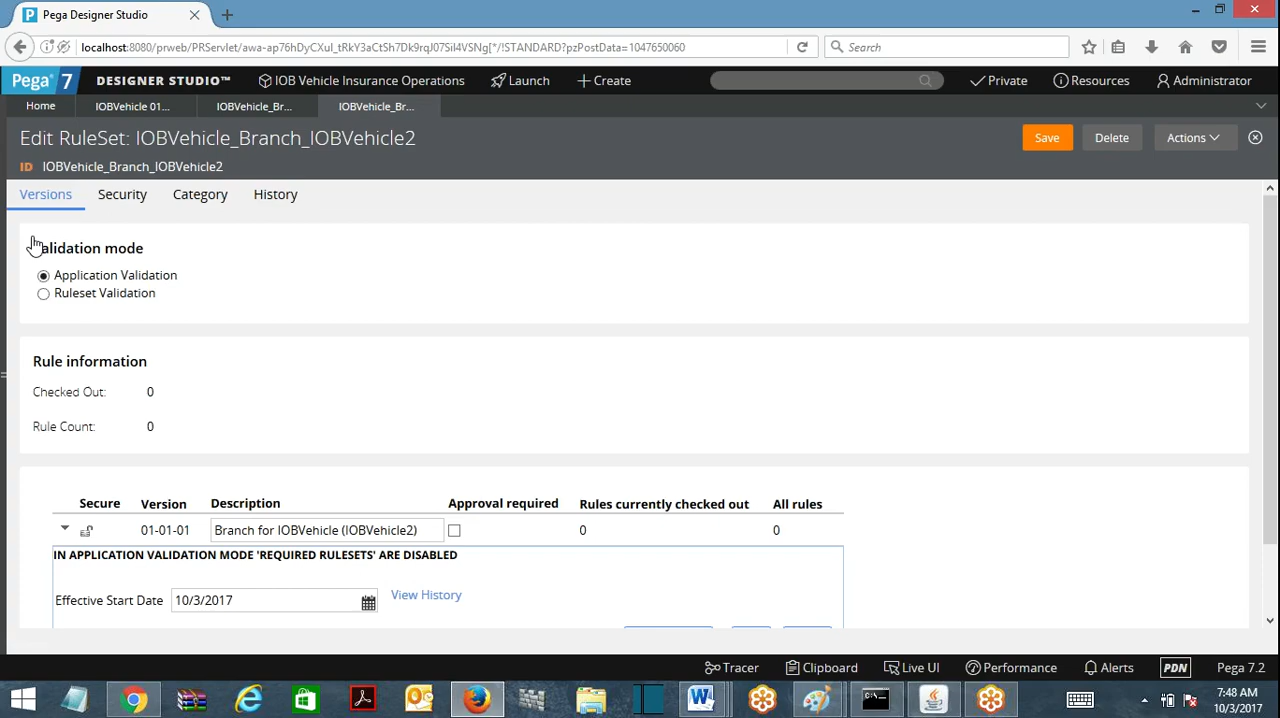 Pega Designer Studio
localhost:8080/prweb/PRServlet/awa-ap76hDyCXuI_tRkY3aCtSh7Dk9rqJ07Sil4VSNg[*/!STANDARD?pzPostData=1047650060
Search
Pega 7 DESIGNER STUDIO™ IOB Vehicle Insurance Operations Launch Create Private Resources Administrator
Home IOBVehicle 01... IOBVehicle_Br... IOBVehicle_Br...
Edit RuleSet: IOBVehicle_Branch_IOBVehicle2 Save Delete Actions
ID IOBVehicle_Branch_IOBVehicle2
Versions Security Category History
alidation mode
Application Validation
Ruleset Validation
Rule information
Checked Out: 0
Rule Count: 0
Secure Version Description Approval required Rules currently checked out All rules
01-01-01 Branch for IOBVehicle (IOBVehicle2) 0 0
IN APPLICATION VALIDATION MODE 'REQUIRED RULESETS' ARE DISABLED
Effective Start Date 10/3/2017 View History
Tracer Clipboard Live UI Performance Alerts PDN Pega 7.2
7:48 AM
10/3/2017